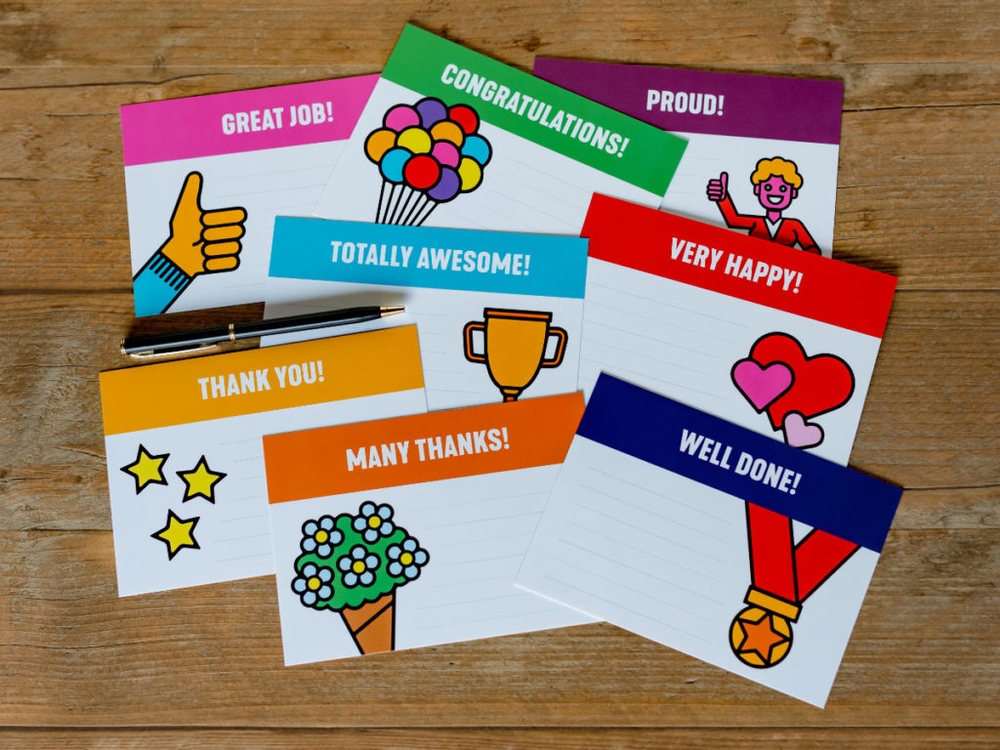 GREAT JOB!
CONGRATULATIONS!
PROUD!
TOTALLY AWESOME!
VERY HAPPY!
THANK YOU!
MANY THANKS!
WELL DONE!